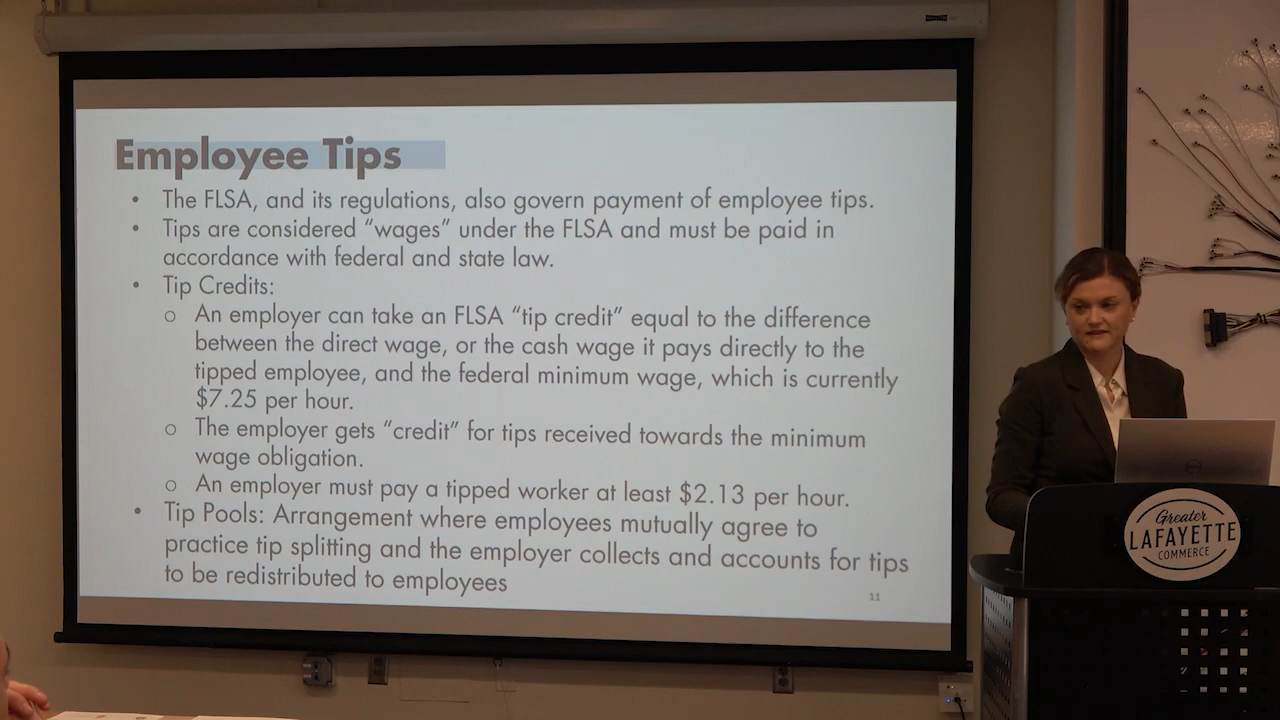 Employee Tips
• The FLSA, and its regulations, also govern payment of employee tips.
• Tips are considered “wages” under the FLSA and must be paid in
accordance with federal and state law.
• Tip Credits:
o An employer can take an FLSA “tip credit” equal to the difference
between the direct wage, or the cash wage it pays directly to the
tipped employee, and the federal minimum wage, which is currently
$7.25 per hour.
o The employer gets “credit” for tips received towards the minimum
wage obligation.
o An employer must pay a tipped worker at least $2.13 per hour.
• Tip Pools: Arrangement where employees mutually agree to
practice tip splitting and the employer collects and accounts for tips
to be redistributed to employees
11
Greater
LAFAYETTE
COMMERCE